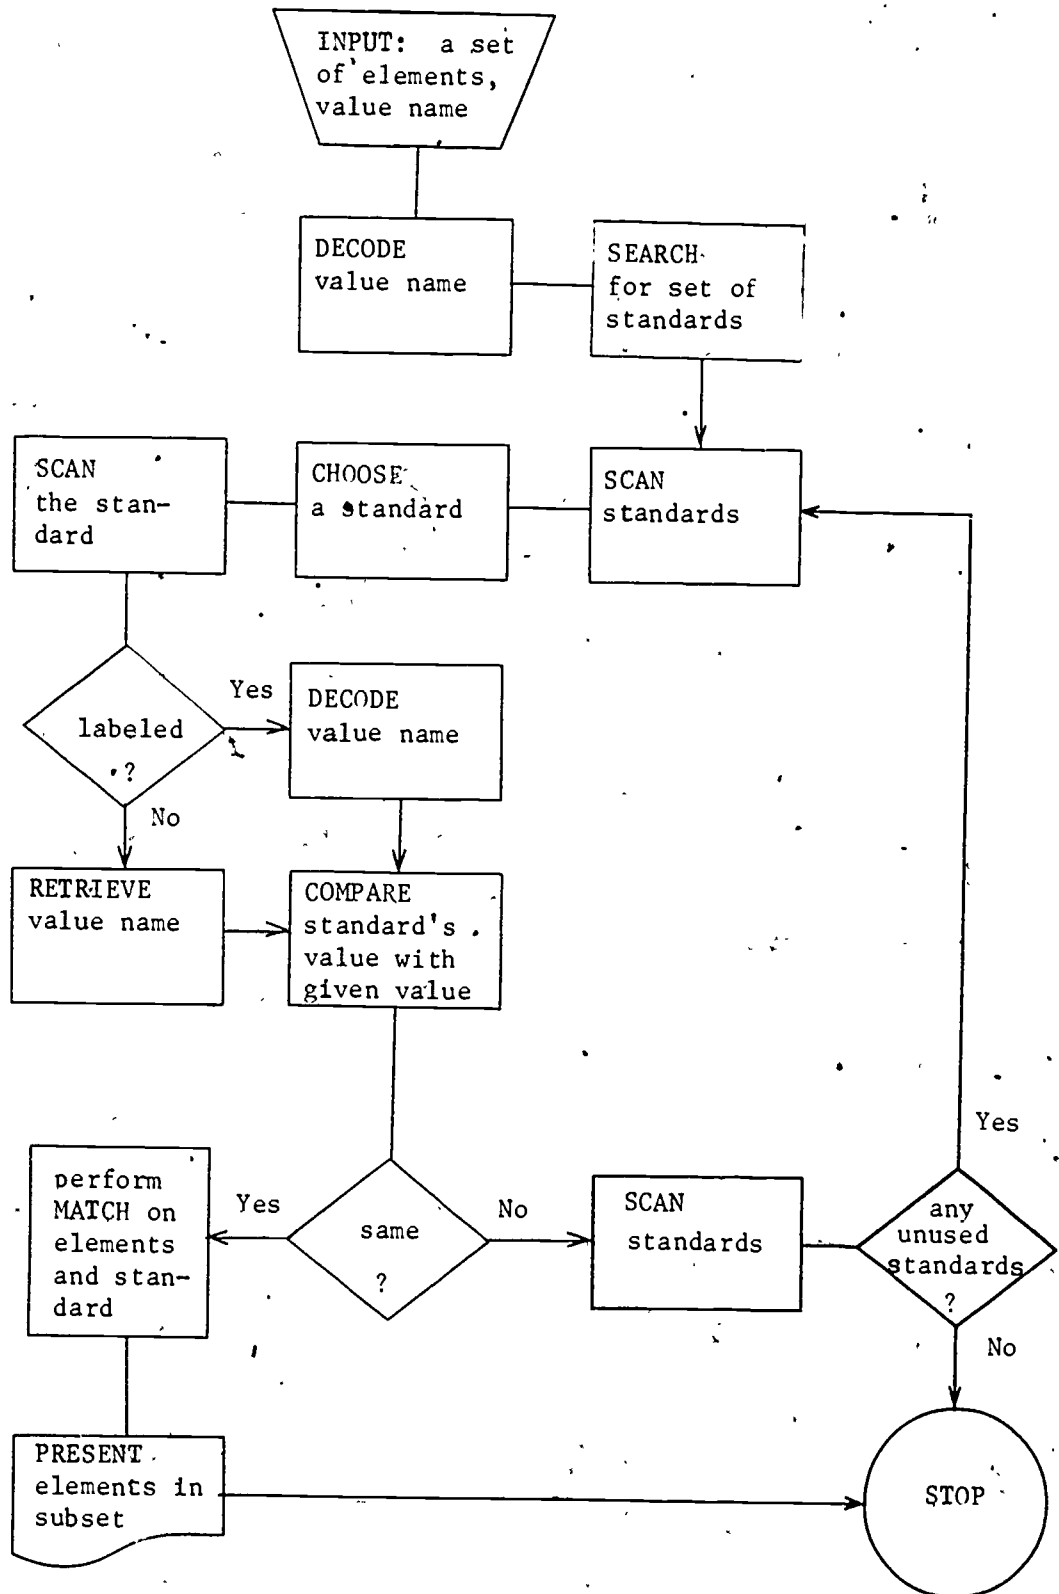 INPUT: a set
of elements,
value name
DECODE
value name
SEARCH
for set of
standards
SCAN
the stan-
dard
CHOOSE
a standard
SCAN
standards
labeled
?
Yes
No
DECODE
value name
RETRIEVE
value name
COMPARE
standard's
value with
given value
same
?
Yes
No
perform
MATCH on
elements
and stan-
dard
SCAN
standards
any
unused
standards
?
Yes
No
PRESENT
elements in
subset
STOP